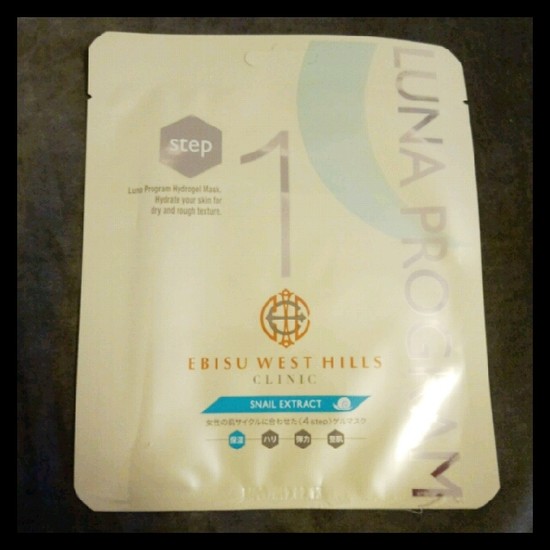 LUNA PROGRAM
step
1
Luna Program Hydrogel Mask.
Hydrate your skin for
dry and rough texture.
EBISU WEST HILLS
CLINIC
SNAIL EXTRACT
女性の肌サイクルに合わせた〈4step〉ゲルマスク
保湿 ハリ 弾力 整肌